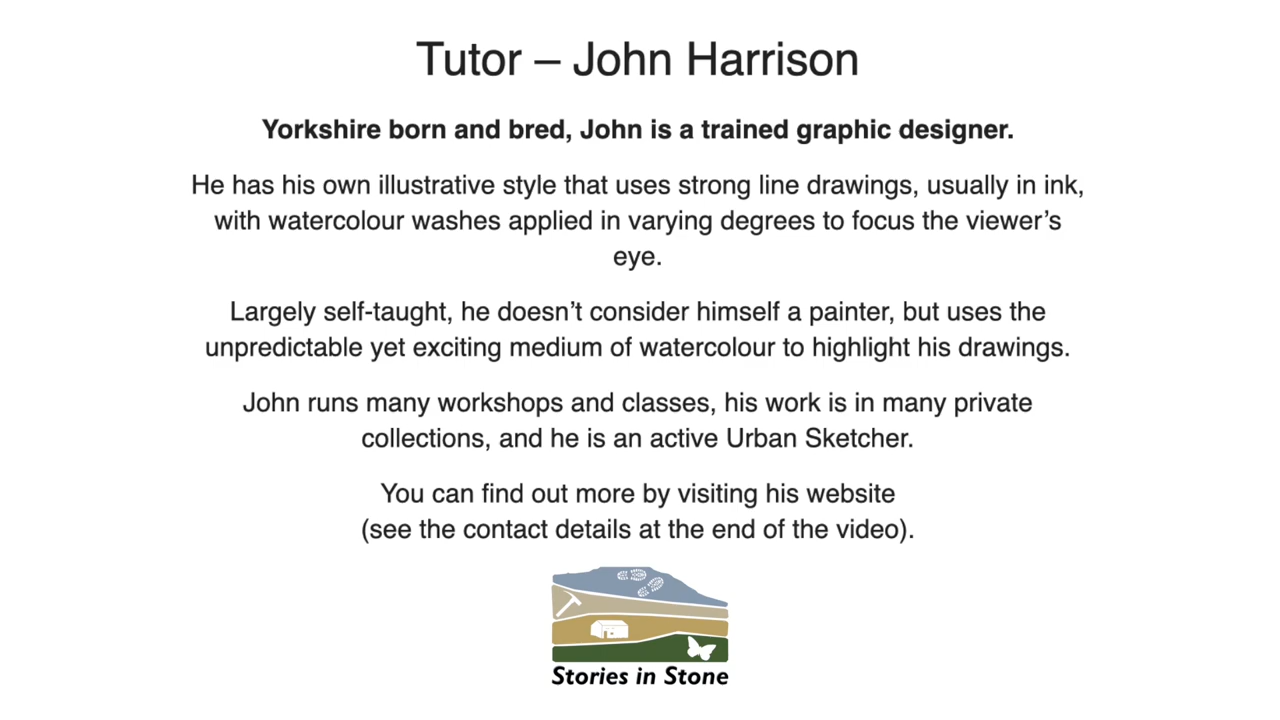 Tutor – John Harrison
Yorkshire born and bred, John is a trained graphic designer.
He has his own illustrative style that uses strong line drawings, usually in ink,
with watercolour washes applied in varying degrees to focus the viewer’s
eye.
Largely self-taught, he doesn’t consider himself a painter, but uses the
unpredictable yet exciting medium of watercolour to highlight his drawings.
John runs many workshops and classes, his work is in many private
collections, and he is an active Urban Sketcher.
You can find out more by visiting his website
(see the contact details at the end of the video).
Stories in Stone